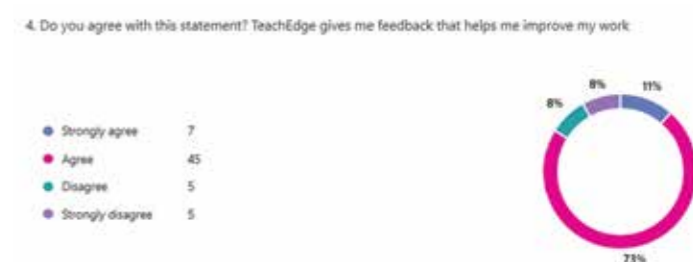 4. Do you agree with this statement? TeachEdge gives me feedback that helps me improve my work
8%
11%
8%
Strongly agree 7
Agree 45
Disagree 5
Strongly disagree 5
73%